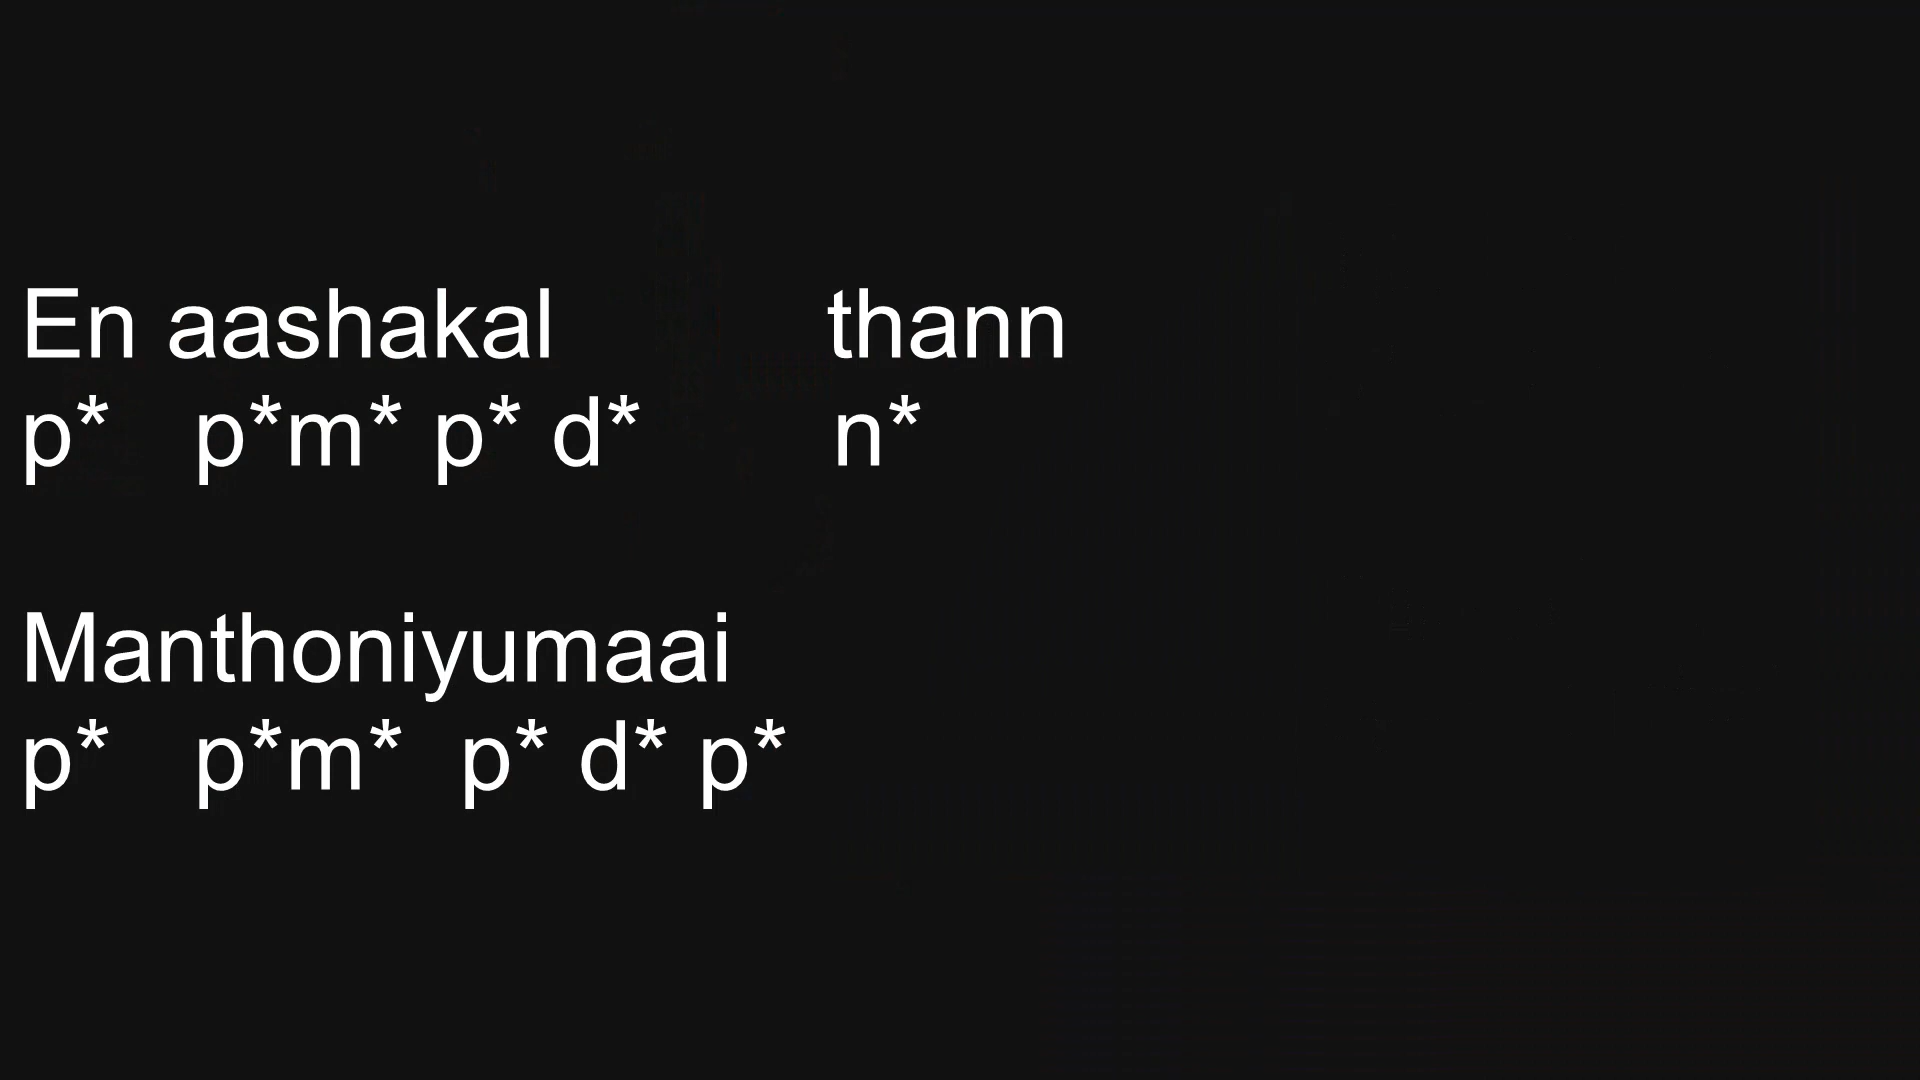 En aashakal thann
p* p*m* p* d* n*
Manthoniyumaai
p* p*m* p* d* p*